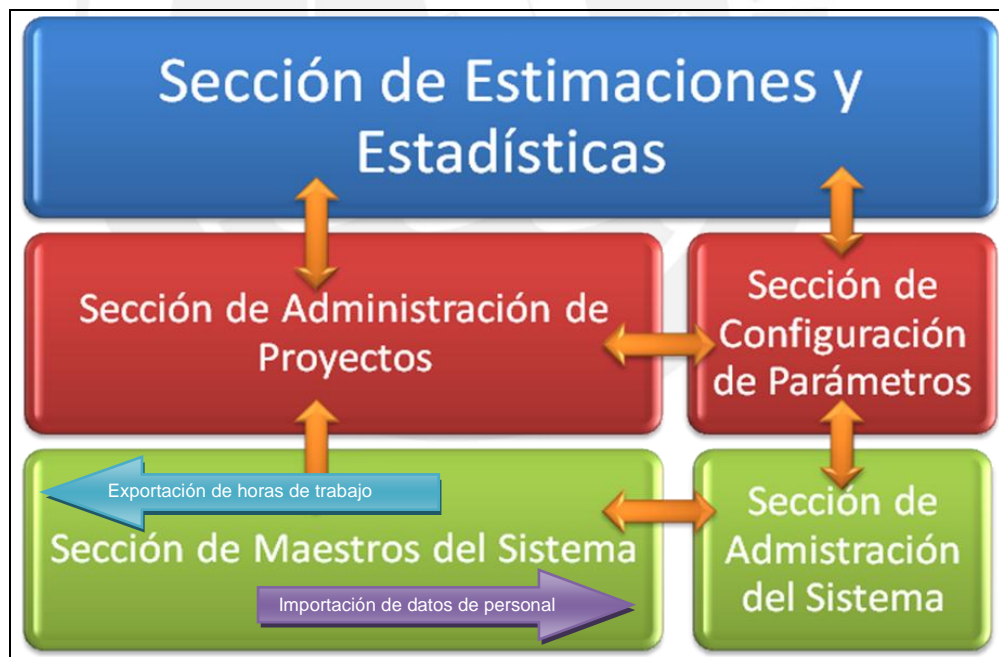 Sección de Estimaciones y
Estadísticas
Sección de Administración de
Proyectos
Sección de
Configuración
de Parámetros
Exportación de horas de trabajo
Sección de Maestros del Sistema
Importación de datos de personal
Sección de
Admistración
del Sistema